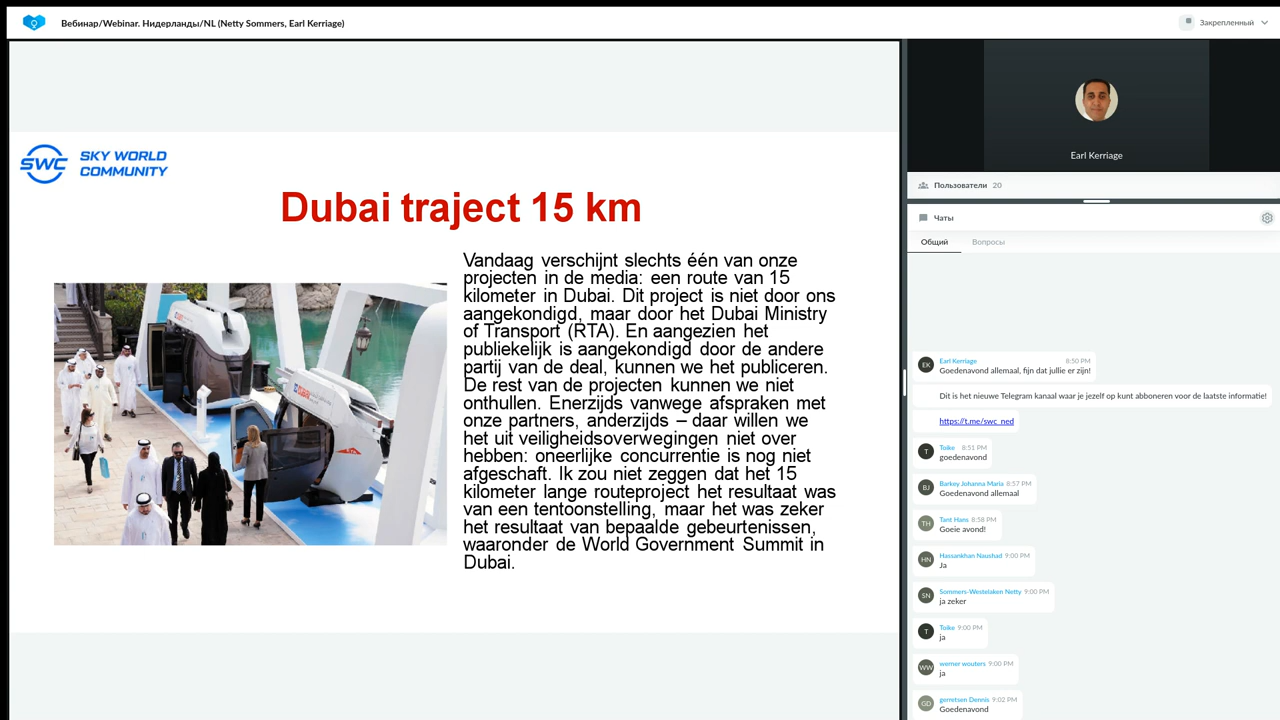 Вебинар/Webinar. Нидерланды/NL (Netty Sommers, Earl Kerriage)
Закрепленный
SWC SKY WORLD
COMMUNITY
Dubai traject 15 km
Vandaag verschijnt slechts één van onze
projecten in de media: een route van 15
kilometer in Dubai. Dit project is niet door ons
aangekondigd, maar door het Dubai Ministry
of Transport (RTA). En aangezien het
publiekelijk is aangekondigd door de andere
partij van de deal, kunnen we het publiceren.
De rest van de projecten kunnen we niet
onthullen. Enerzijds vanwege afspraken met
onze partners, anderzijds – daar willen we
het uit veiligheidsoverwegingen niet over
hebben: oneerlijke concurrentie is nog niet
afgeschaft. Ik zou niet zeggen dat het 15
kilometer lange routeproject het resultaat was
van een tentoonstelling, maar het was zeker
het resultaat van bepaalde gebeurtenissen,
waaronder de World Government Summit in
Dubai.
Earl Kerriage
Пользователи 20
Чаты
Общий Вопросы
EK Earl Kerriage 8:50 PM
Goedenavond allemaal, fijn dat jullie er zijn!
Dit is het nieuwe Telegram kanaal waar je jezelf op kunt abboneren voor de laatste informatie!
https://t.me/swc_ned
T Toike 8:51 PM
goedenavond
BJ Barkey Johanna Maria 8:57 PM
Goedenavond allemaal
TH Tant Hans 8:58 PM
Goeie avond!
HN Hassankhan Naushad 9:00 PM
Ja
SN Sommers-Westelaken Netty 9:00 PM
ja zeker
T Toike 9:00 PM
ja
WW werner wouters 9:00 PM
ja
GD gerretsen Dennis 9:02 PM
Goedenavond